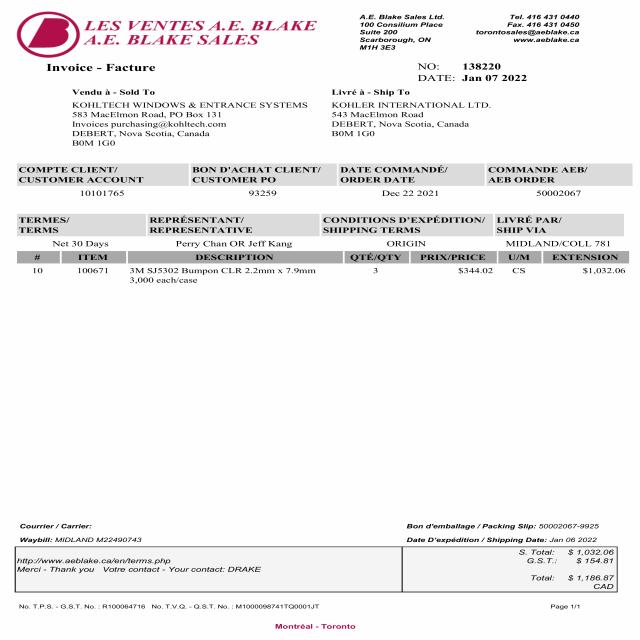 LES VENTES A.E. BLAKE
A.E. BLAKE SALES
A.E. Blake Sales Ltd.
100 Consilium Place
Suite 200
Scarborough, ON
M1H 3E3
Tel. 416 431 0440
Fax. 416 431 0450
torontosales@aeblake.ca
www.aeblake.ca
Invoice - Facture
NO: 138220
DATE: Jan 07 2022
Vendu à - Sold To
KOHLTECH WINDOWS & ENTRANCE SYSTEMS
583 MacElmon Road, PO Box 131
Invoices purchasing@kohltech.com
DEBERT, Nova Scotia, Canada
B0M 1G0
Livré à - Ship To
KOHLER INTERNATIONAL LTD.
543 MacElmon Road
DEBERT, Nova Scotia, Canada
B0M 1G0
COMPTE CLIENT/ BON D'ACHAT CLIENT/ DATE COMMANDÉ/ COMMANDE AEB/
CUSTOMER ACCOUNT CUSTOMER PO ORDER DATE AEB ORDER
10101765 93259 Dec 22 2021 50002067
TERMES/ REPRÉSENTANT/ CONDITIONS D'EXPÉDITION/ LIVRÉ PAR/
TERMS REPRESENTATIVE SHIPPING TERMS SHIP VIA
Net 30 Days Perry Chan OR Jeff Kang ORIGIN MIDLAND/COLL 781
# ITEM DESCRIPTION QTÉ/QTY PRIX/PRICE U/M EXTENSION
10 100671 3M SJ5302 Bumpon CLR 2.2mm x 7.9mm 3 $344.02 CS $1,032.06
3,000 each/case
Courrier / Carrier: Bon d'emballage / Packing Slip: 50002067-9925
Waybill: MIDLAND M22490743 Date D'expédition / Shipping Date: Jan 06 2022
S. Total: $ 1,032.06
http://www.aeblake.ca/en/terms.php G.S.T.: $ 154.81
Merci - Thank you Votre contact - Your contact: DRAKE
Total: $ 1,186.87
CAD
No. T.P.S. - G.S.T. No. : R100064716 No. T.V.Q. - Q.S.T. No. : M1000098741TQ0001JT Page 1/1
Montréal - Toronto